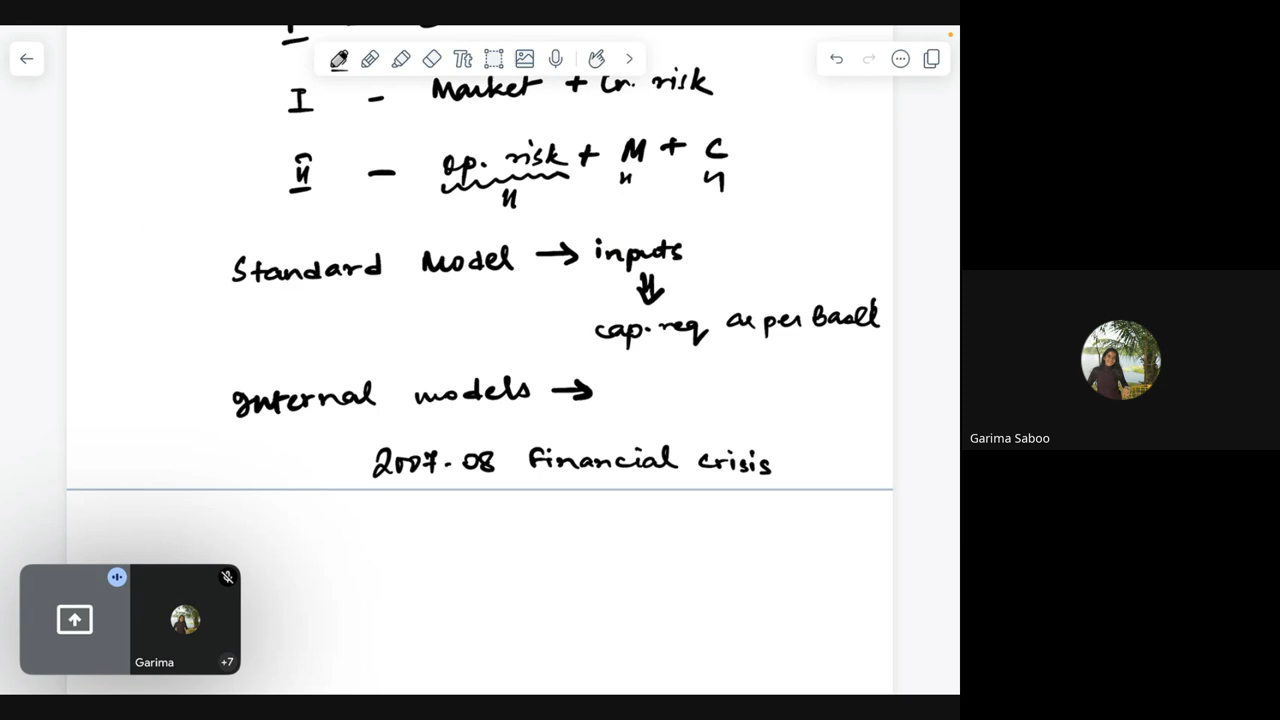 I - Market + Cr. risk
II - op. risk + M + C
Standard Model → inputs
cap. req as per Basel
Internal models →
2007-08 Financial crisis
Garima Saboo
Garima
+7
Tt